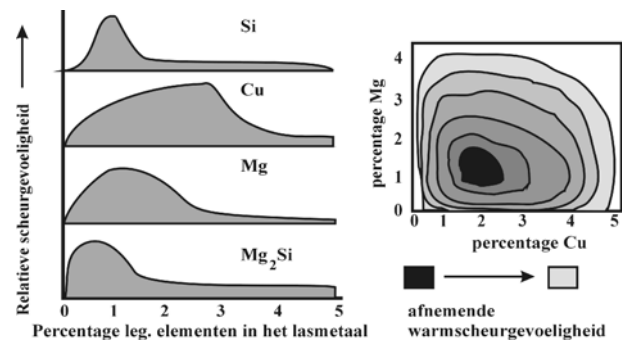 Relatieve scheurgevoeligheid
Si
Cu
Mg
Mg2Si
0 1 2 3 4 5
Percentage leg. elementen in het lasmetaal
percentage Mg
4
3
2
1
0
0 1 2 3 4 5
percentage Cu
afnemende
warmscheurgevoeligheid